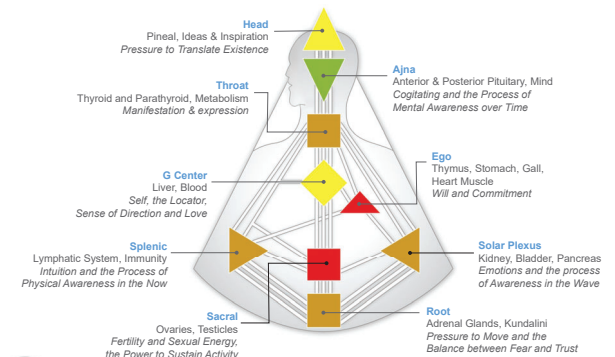 Head
Pineal, Ideas & Inspiration
Pressure to Translate Existence
Ajna
Anterior & Posterior Pituitary, Mind
Cogitating and the Process of
Mental Awareness over Time
Throat
Thyroid and Parathyroid, Metabolism
Manifestation & expression
Ego
Thymus, Stomach, Gall,
Heart Muscle
Will and Commitment
G Center
Liver, Blood
Self, the Locator,
Sense of Direction and Love
Splenic
Lymphatic System, Immunity
Intuition and the Process of
Physical Awareness in the Now
Solar Plexus
Kidney, Bladder, Pancreas
Emotions and the process
of Awareness in the Wave
Sacral
Ovaries, Testicles
Fertility and Sexual Energy,
the Power to Sustain Activity
Root
Adrenal Glands, Kundalini
Pressure to Move and the
Balance between Fear and Trust